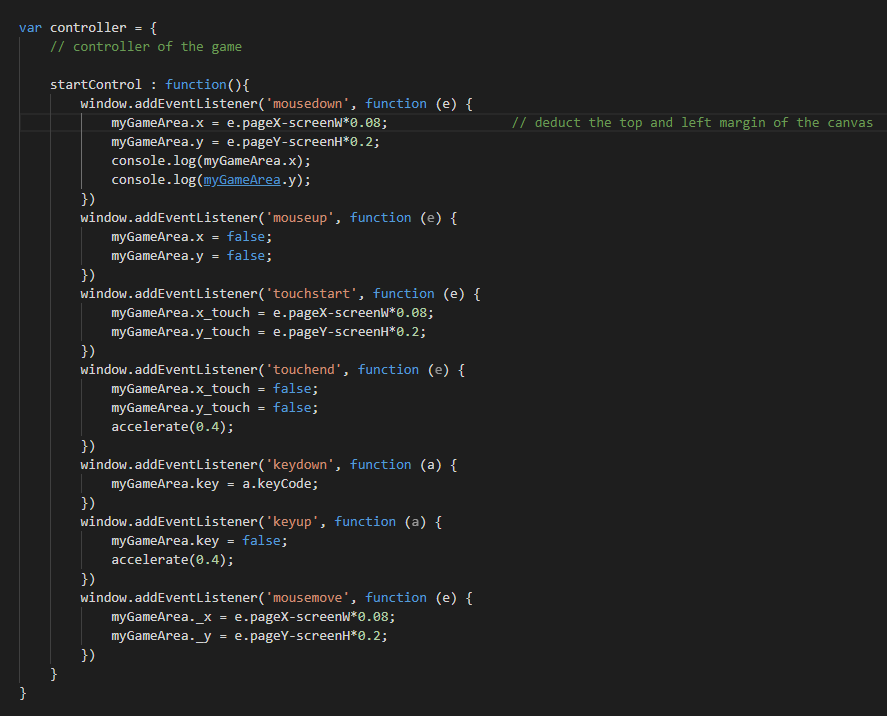 var controller = {
    // controller of the game

    startControl : function(){
        window.addEventListener('mousedown', function (e) {
            myGameArea.x = e.pageX-screenW*0.08;                // deduct the top and left margin of the canvas
            myGameArea.y = e.pageY-screenH*0.2;
            console.log(myGameArea.x);
            console.log(myGameArea.y);
        })
        window.addEventListener('mouseup', function (e) {
            myGameArea.x = false;
            myGameArea.y = false;
        })
        window.addEventListener('touchstart', function (e) {
            myGameArea.x_touch = e.pageX-screenW*0.08;
            myGameArea.y_touch = e.pageY-screenH*0.2;
        })
        window.addEventListener('touchend', function (e) {
            myGameArea.x_touch = false;
            myGameArea.y_touch = false;
            accelerate(0.4);
        })
        window.addEventListener('keydown', function (a) {
            myGameArea.key = a.keyCode;
        })
        window.addEventListener('keyup', function (a) {
            myGameArea.key = false;
            accelerate(0.4);
        })
        window.addEventListener('mousemove', function (e) {
            myGameArea._x = e.pageX-screenW*0.08;
            myGameArea._y = e.pageY-screenH*0.2;
        })
    }
}